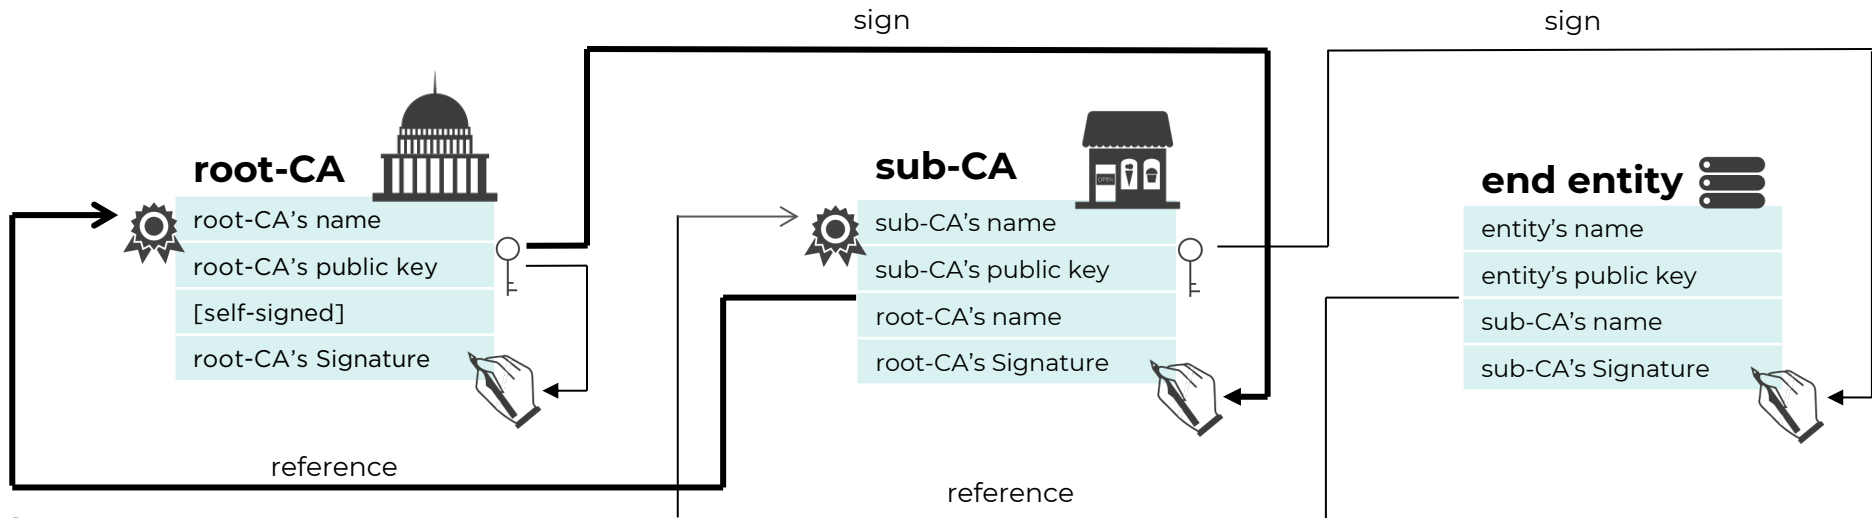 sign
sign
root-CA
root-CA's name
root-CA's public key
[self-signed]
root-CA's Signature
reference
sub-CA
OPEN
sub-CA's name
sub-CA's public key
root-CA's name
root-CA's Signature
reference
end entity
entity's name
entity's public key
sub-CA's name
sub-CA's Signature